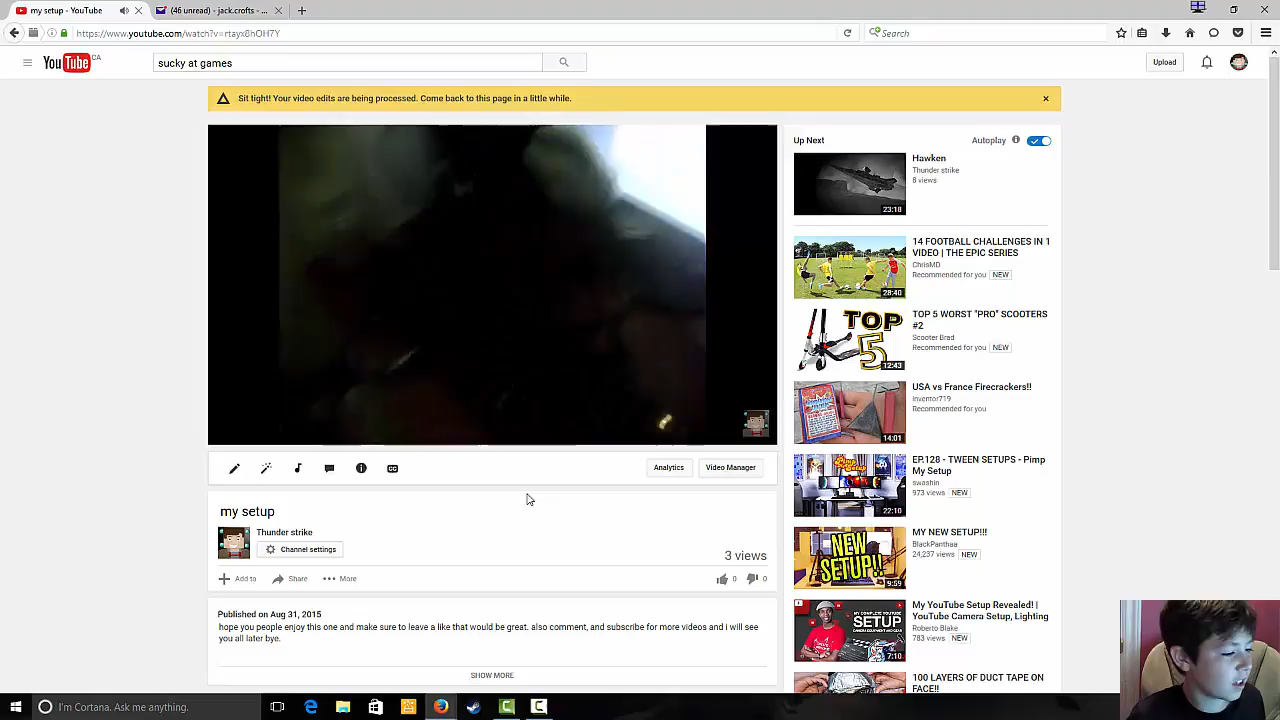 my setup - YouTube
(46 unread) - jack.crofts - ...
https://www.youtube.com/watch?v=rtayx8hOH7Y
Search
YouTube CA
sucky at games
Upload
Sit tight! Your video edits are being processed. Come back to this page in a little while.
Up Next
Autoplay
Hawken
Thunder strike
8 views
23:18
14 FOOTBALL CHALLENGES IN 1
VIDEO | THE EPIC SERIES
ChrisMD
Recommended for you NEW
28:40
TOP 5 WORST "PRO" SCOOTERS
#2
Scooter Brad
Recommended for you NEW
TOP
5
12:43
USA vs France Firecrackers!!
Inventor719
Recommended for you
14:01
EP.128 - TWEEN SETUPS - Pimp
My Setup
swashin
973 views NEW
22:10
MY NEW SETUP!!!
BlackPanthaa
24,237 views NEW
NEW
SETUP!!
9:59
My YouTube Setup Revealed! |
YouTube Camera Setup, Lighting
Roberto Blake
783 views NEW
SETUP
7:10
100 LAYERS OF DUCT TAPE ON
FACE!!
Analytics
Video Manager
my setup
Thunder strike
Channel settings
3 views
Add to
Share
More
0
0
Published on Aug 31, 2015
hope you people enjoy this one and make sure to leave a like that would be great. also comment, and subscribe for more videos and i will see
you all later bye.
SHOW MORE
I'm Cortana. Ask me anything.